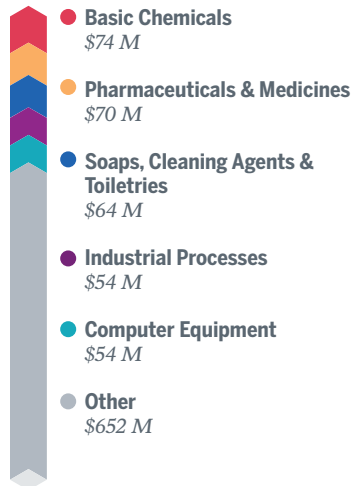 Basic Chemicals
$74 M
Pharmaceuticals & Medicines
$70 M
Soaps, Cleaning Agents &
Toiletries
$64 M
Industrial Processes
$54 M
Computer Equipment
$54 M
Other
$652 M